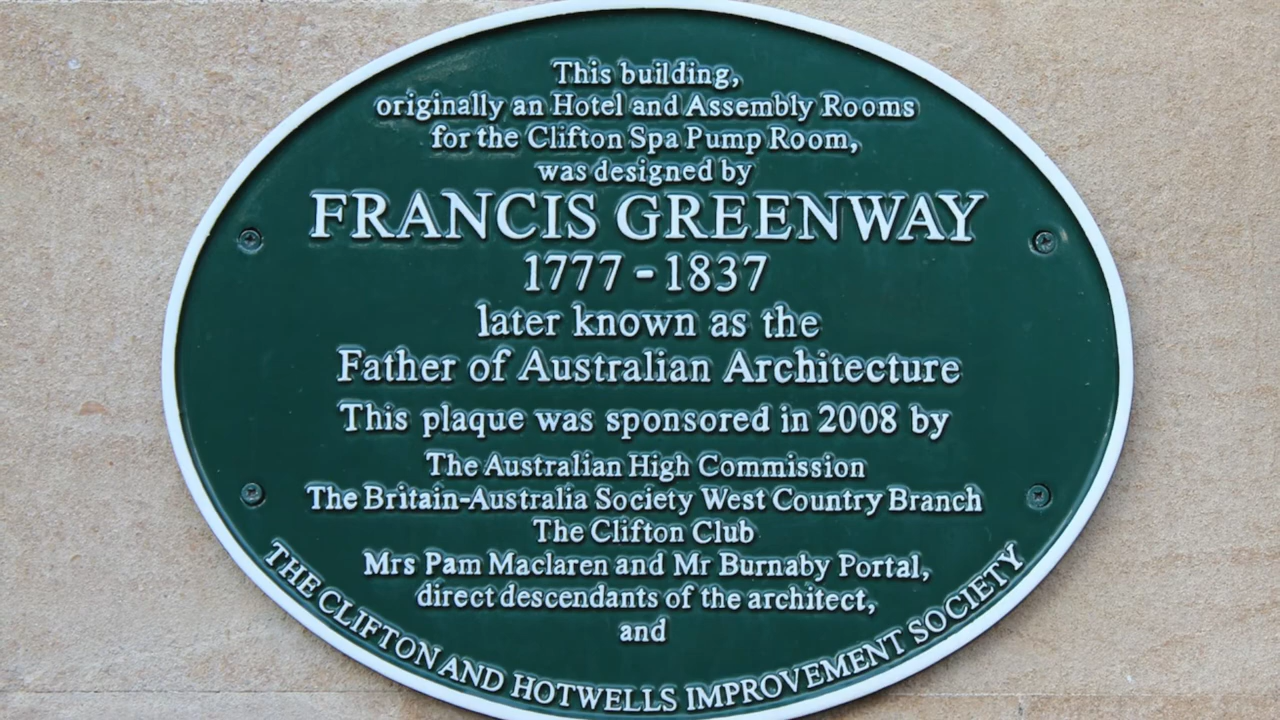 This building,
originally an Hotel and Assembly Rooms
for the Clifton Spa Pump Room,
was designed by
FRANCIS GREENWAY
1777 - 1837
later known as the
Father of Australian Architecture
This plaque was sponsored in 2008 by
The Australian High Commission
The Britain-Australia Society West Country Branch
The Clifton Club
Mrs Pam Maclaren and Mr Burnaby Portal,
direct descendants of the architect,
and
THE CLIFTON AND HOTWELLS IMPROVEMENT SOCIETY